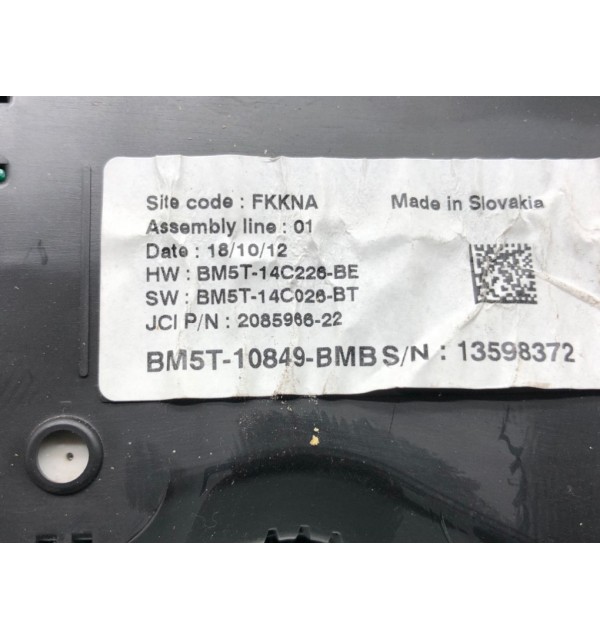 Site code : FKKNA Made in Slovakia
Assembly line : 01
Date : 18/10/12
HW : BM5T-14C226-BE
SW : BM5T-14C026-BT
JCI P/N : 2085966-22
BM5T-10849-BMB S/N : 13598372